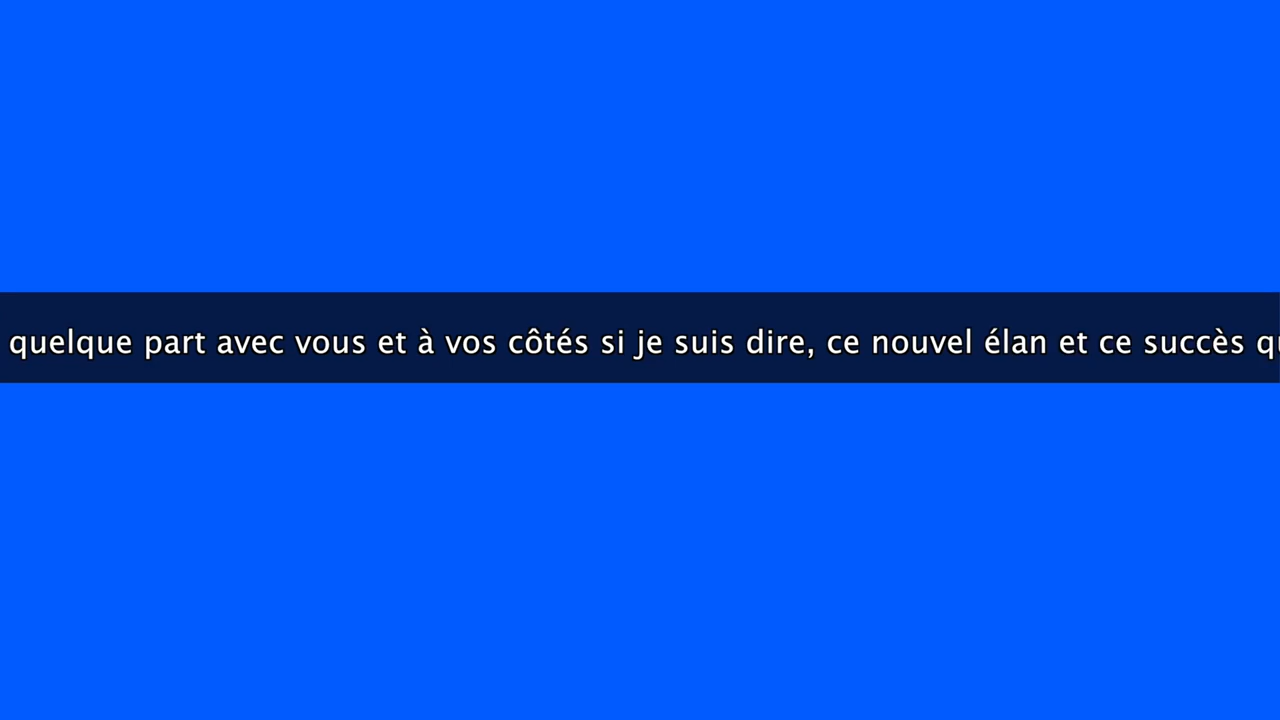 quelque part avec vous et à vos côtés si je suis dire, ce nouvel élan et ce succès